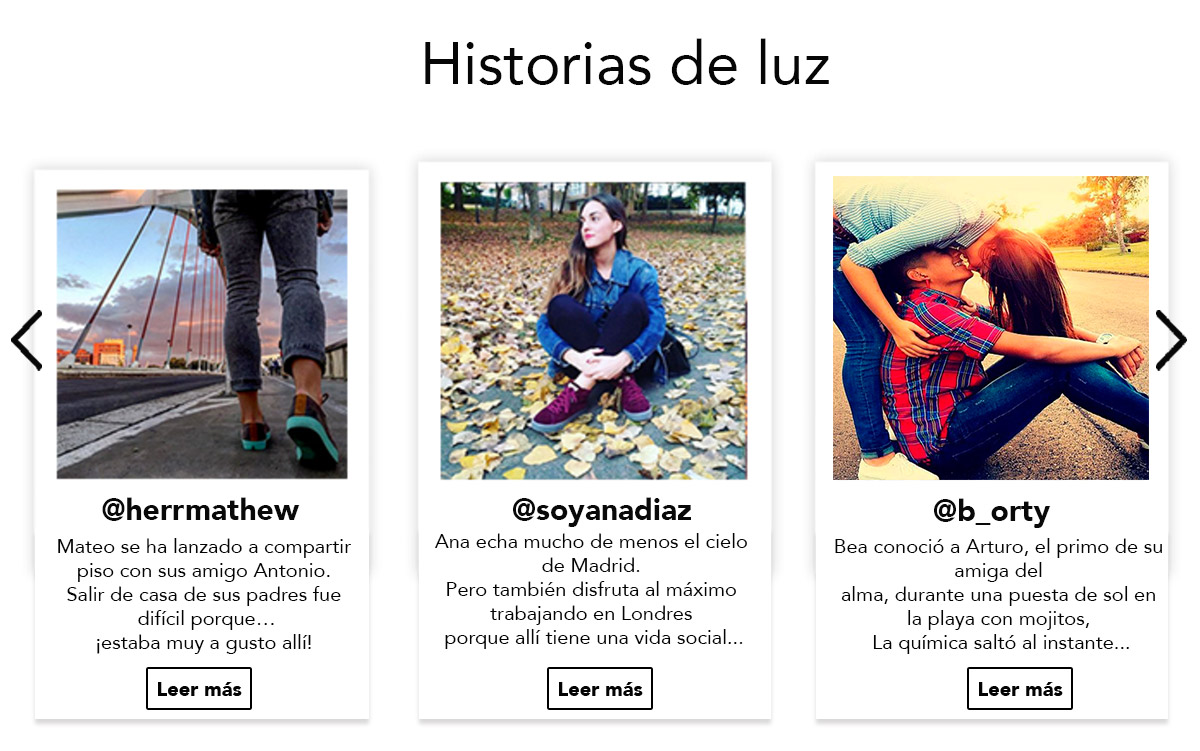 Historias de luz
@herrmathew
Mateo se ha lanzado a compartir
piso con sus amigo Antonio.
Salir de casa de sus padres fue
difícil porque…
¡estaba muy a gusto allí!
Leer más
@soyanadiaz
Ana echa mucho de menos el cielo
de Madrid.
Pero también disfruta al máximo
trabajando en Londres
porque allí tiene una vida social...
Leer más
@b_orty
Bea conoció a Arturo, el primo de su
amiga del
alma, durante una puesta de sol en
la playa con mojitos,
La química saltó al instante...
Leer más